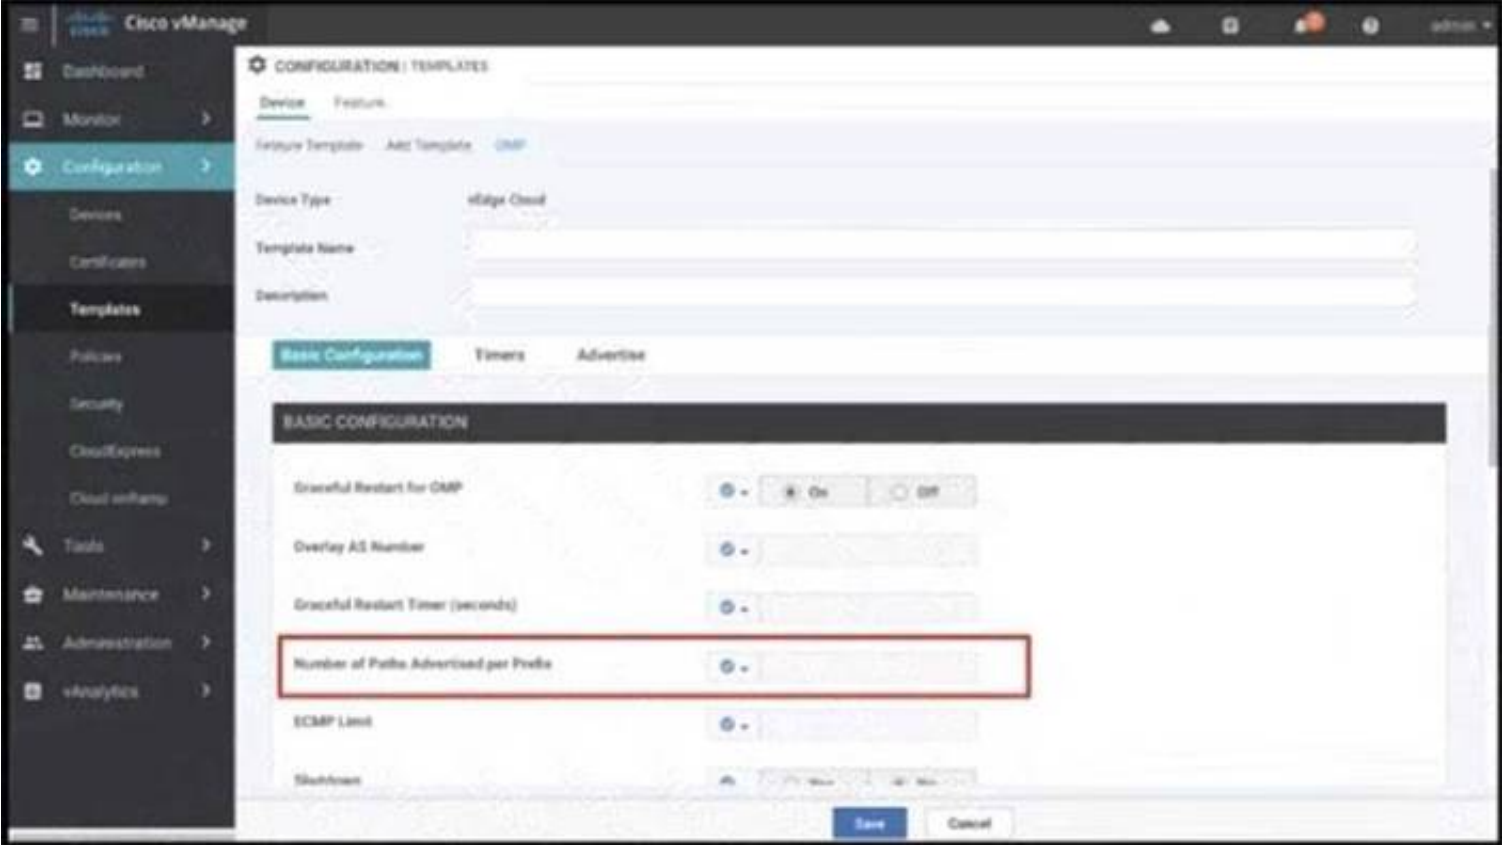 Cisco vManage
admin
Dashboard
Monitor
Configuration
Devices
Certificates
Templates
Policies
Security
CloudExpress
Cloud onRamp
Tools
Maintenance
Administration
vAnalytics
CONFIGURATION | TEMPLATES
Device Feature
Feature Template Add Template OMP
Device Type vEdge Cloud
Template Name
Description
Basic Configuration Timers Advertise
BASIC CONFIGURATION
Graceful Restart for OMP On Off
Overlay AS Number
Graceful Restart Timer (seconds)
Number of Paths Advertised per Prefix
ECMP Limit
Shutdown Yes No
Save Cancel